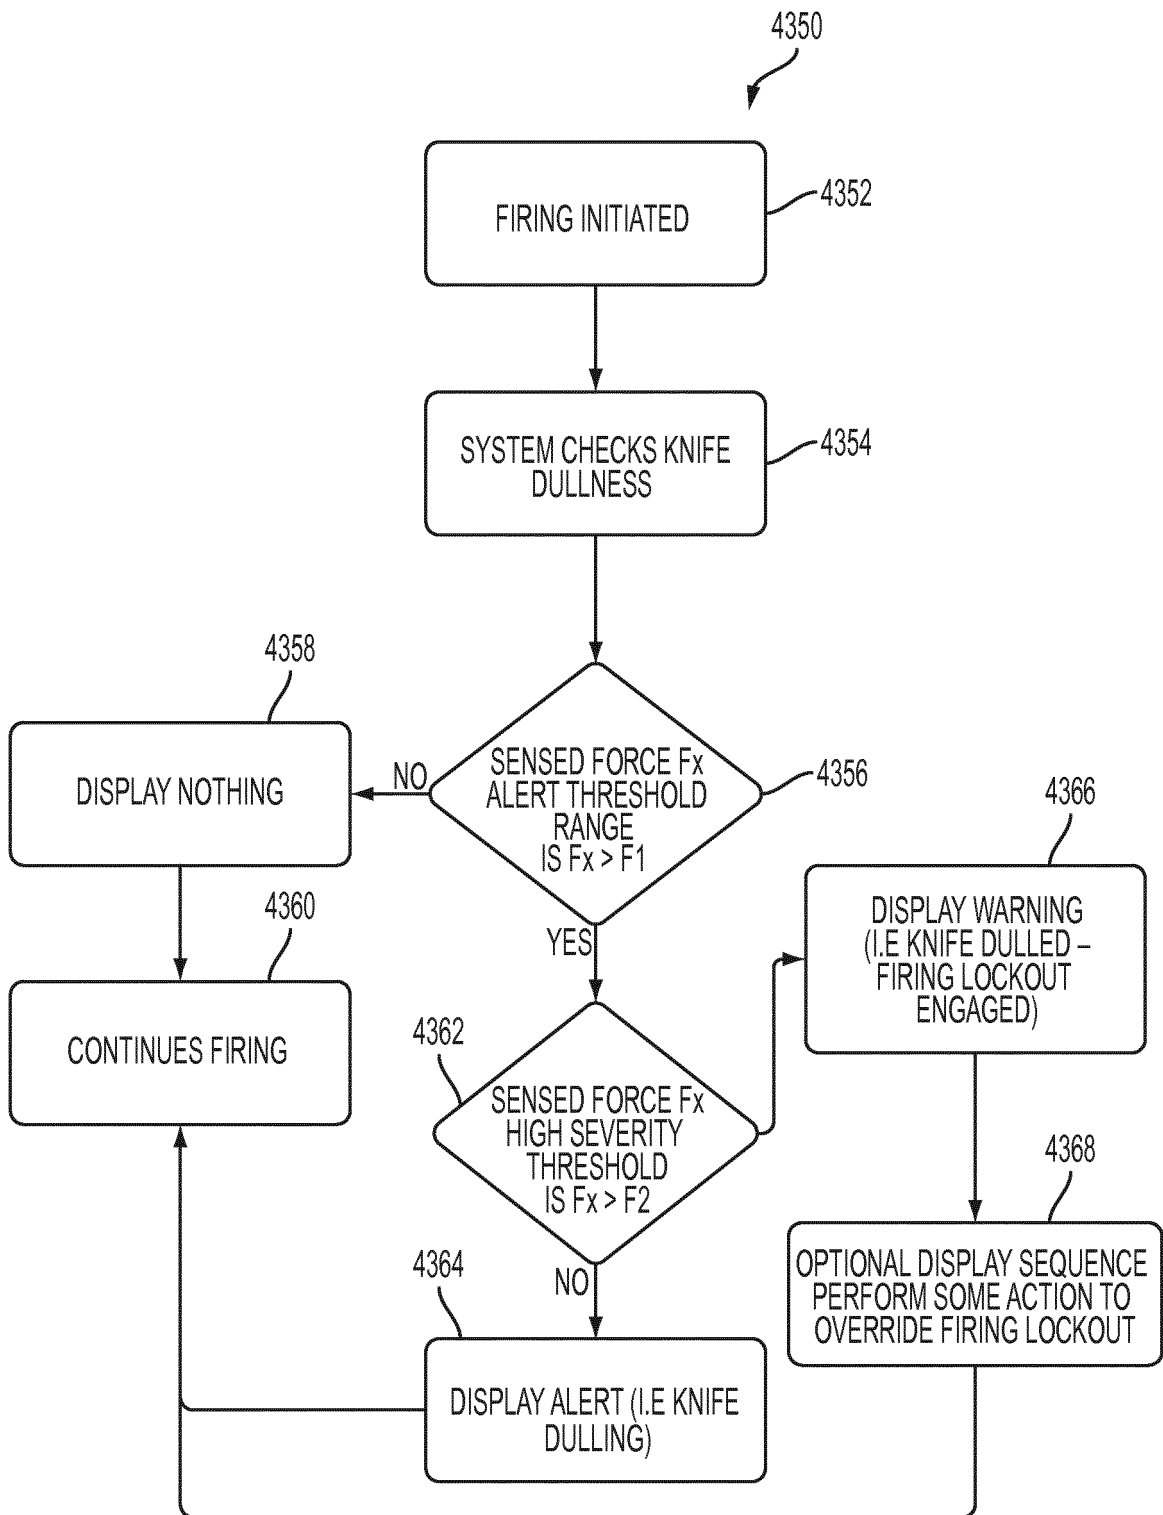 4350
FIRING INITIATED
4352
SYSTEM CHECKS KNIFE
DULLNESS
4354
4358
DISPLAY NOTHING
NO
SENSED FORCE Fx
ALERT THRESHOLD
RANGE
IS Fx > F1
4356
4360
CONTINUES FIRING
YES
4366
DISPLAY WARNING
(I.E KNIFE DULLED –
FIRING LOCKOUT
ENGAGED)
4362
SENSED FORCE Fx
HIGH SEVERITY
THRESHOLD
IS Fx > F2
4368
OPTIONAL DISPLAY SEQUENCE
PERFORM SOME ACTION TO
OVERRIDE FIRING LOCKOUT
NO
4364
DISPLAY ALERT (I.E KNIFE
DULLING)